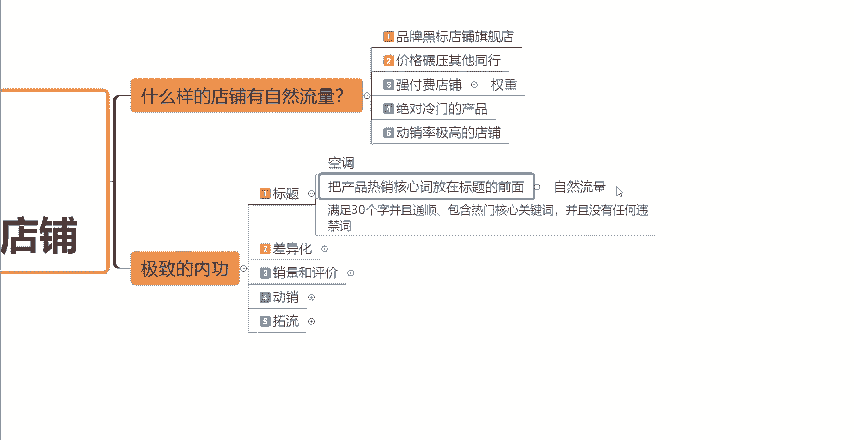 1 品牌黑标店铺旗舰店
2 价格碾压其他同行
什么样的店铺有自然流量？
3 强付费店铺 权重
4 绝对冷门的产品
5 动销率极高的店铺
店铺
空调
1 标题
把产品热销核心词放在标题的前面 自然流量
满足30个字并且通顺、包含热门核心关键词，并且没有任何违
禁词
极致的内功
2 差异化
3 销量和评价
4 动销
5 拓流